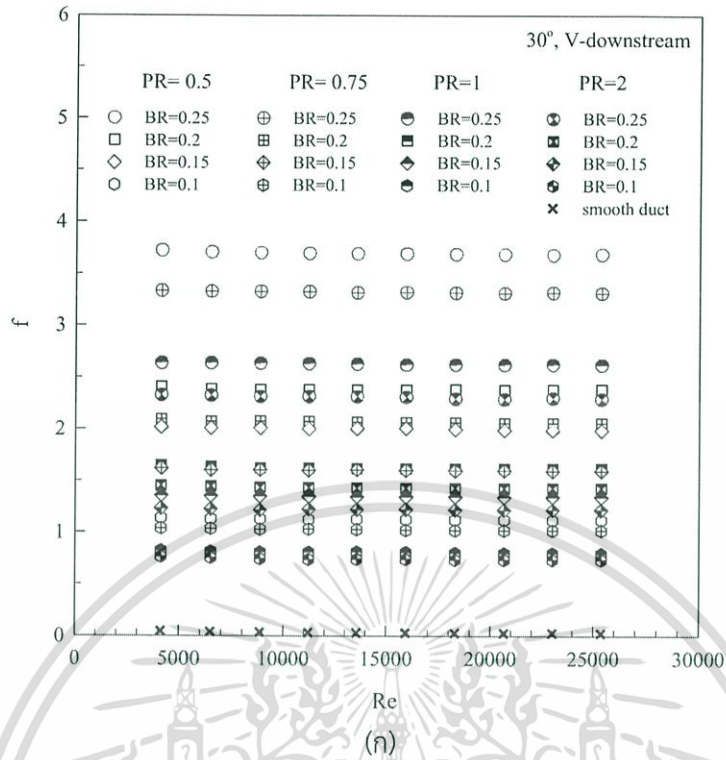 30°, V-downstream
PR= 0.5 PR= 0.75 PR=1 PR=2
BR=0.25 BR=0.25 BR=0.25 BR=0.25
BR=0.2 BR=0.2 BR=0.2 BR=0.2
BR=0.15 BR=0.15 BR=0.15 BR=0.15
BR=0.1 BR=0.1 BR=0.1 BR=0.1
smooth duct
6
5
4
3
2
1
0
f
0 5000 10000 15000 20000 25000 30000
Re
(ก)